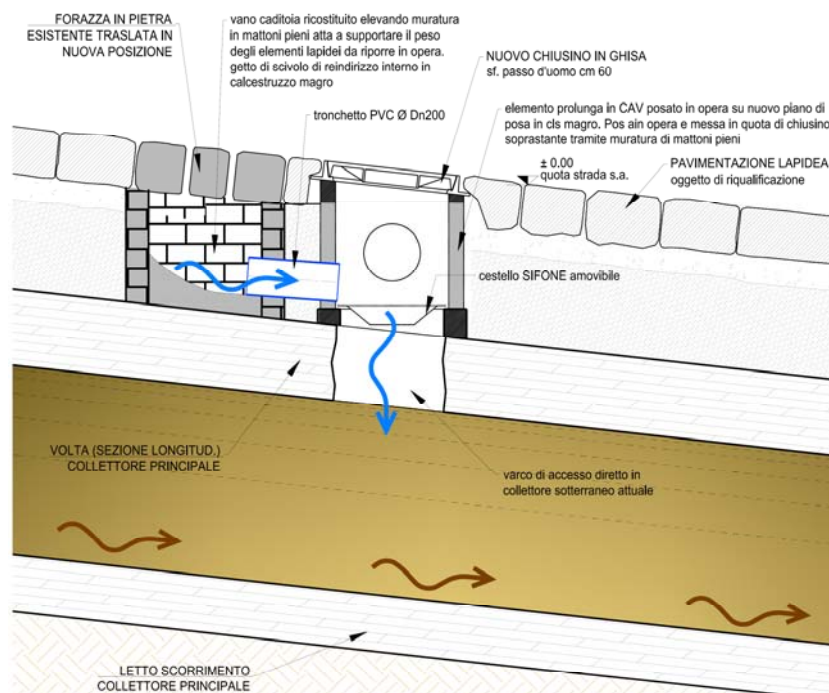 FORAZZA IN PIETRA
ESISTENTE TRASLATA IN
NUOVA POSIZIONE
vano caditoia ricostituito elevando muratura
in mattoni pieni atta a supportare il peso
degli elementi lapidei da riporre in opera.
getto di scivolo di reindirizzo interno in
calcestruzzo magro
tronchetto PVC Ø Dn200
NUOVO CHIUSINO IN GHISA
sf. passo d'uomo cm 60
elemento prolunga in CAV posato in opera su nuovo piano di
posa in cls magro. Pos ain opera e messa in quota di chiusino
soprastante tramite muratura di mattoni pieni
± 0.00
quota strada s.a.
PAVIMENTAZIONE LAPIDEA
oggetto di riqualificazione
cestello SIFONE amovibile
VOLTA (SEZIONE LONGITUD.)
COLLETTORE PRINCIPALE
varco di accesso diretto in
collettore sotterraneo attuale
LETTO SCORRIMENTO
COLLETTORE PRINCIPALE